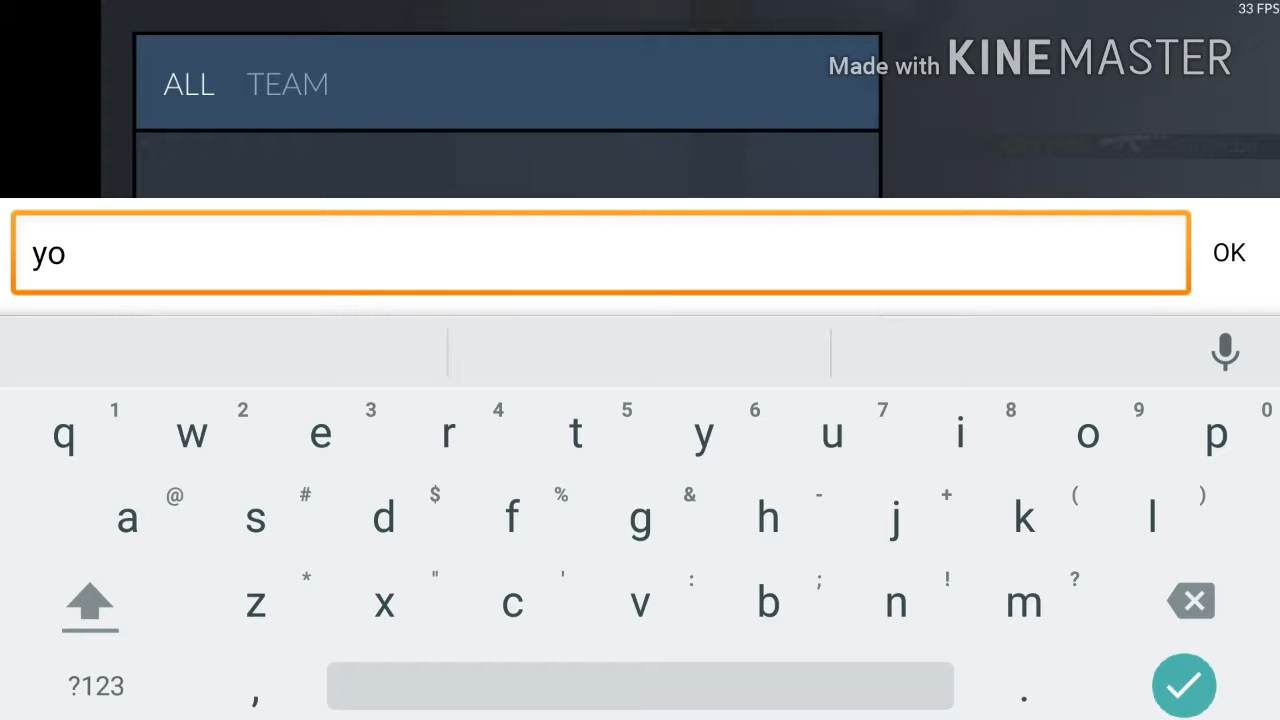 33 FPS
Made with KINEMASTER
ALL TEAM
yo
OK
1 2 3 4 5 6 7 8 9 0
q w e r t y u i o p
@ # $ % & - + ( )
a s d f g h j k l
* " ' : ; ! ?
z x c v b n m
?123 , .